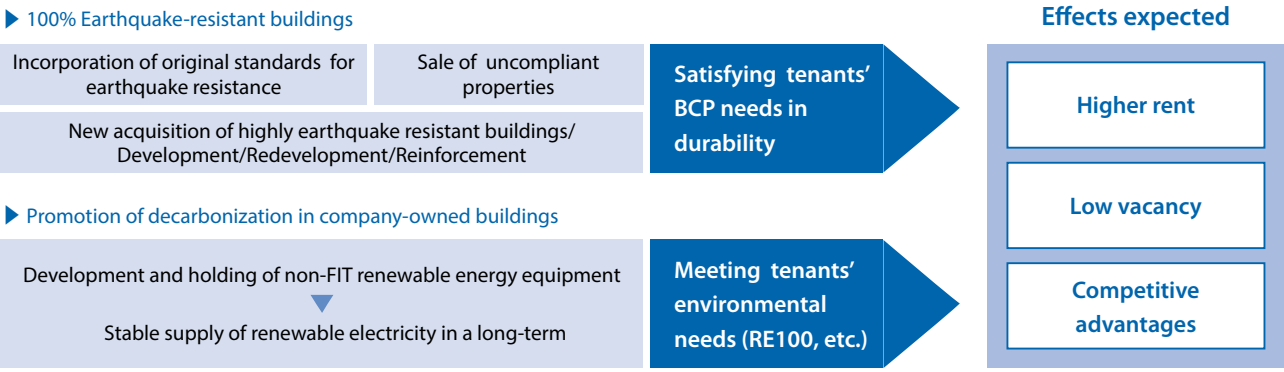 100% Earthquake-resistant buildings
Incorporation of original standards for
earthquake resistance
Sale of uncompliant
properties
New acquisition of highly earthquake resistant buildings/
Development/Redevelopment/Reinforcement
Satisfying tenants’
BCP needs in
durability
Promotion of decarbonization in company-owned buildings
Development and holding of non-FIT renewable energy equipment
Stable supply of renewable electricity in a long-term
Meeting tenants’
environmental
needs (RE100, etc.)
Effects expected
Higher rent
Low vacancy
Competitive
advantages